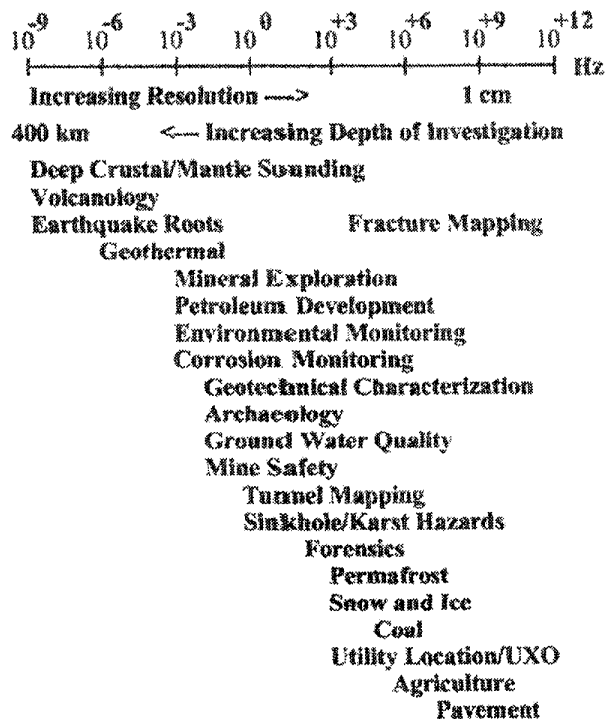 10^-9 10^-6 10^-3 10^0 10^+3 10^+6 10^+9 10^+12
Hz
Increasing Resolution ---> 1 cm
400 km <--- Increasing Depth of Investigation
Deep Crustal/Mantle Sounding
Volcanology
Earthquake Roots Fracture Mapping
Geothermal
Mineral Exploration
Petroleum Development
Environmental Monitoring
Corrosion Monitoring
Geotechnical Characterization
Archaeology
Ground Water Quality
Mine Safety
Tunnel Mapping
Sinkhole/Karst Hazards
Forensics
Permafrost
Snow and Ice
Coal
Utility Location/UXO
Agriculture
Pavement